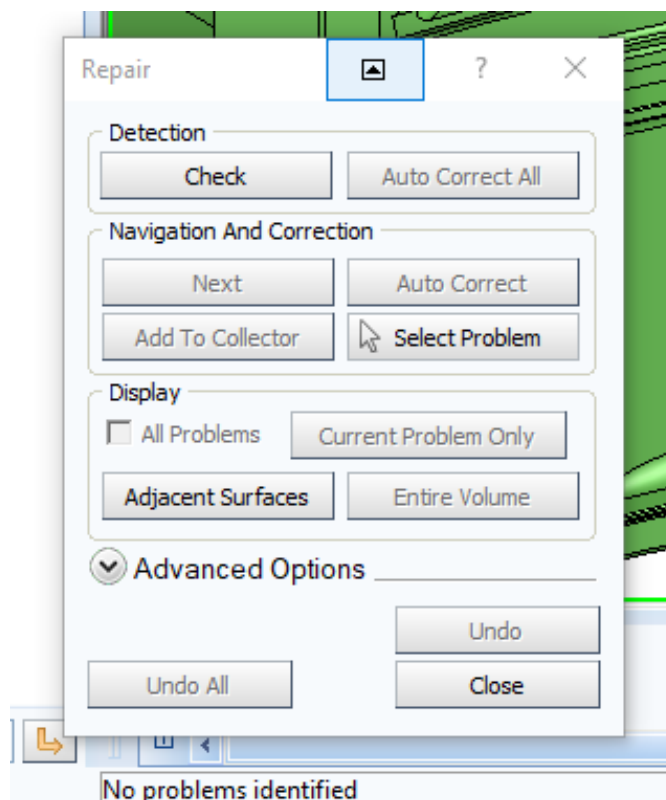 Repair ?
Detection
Check Auto Correct All
Navigation And Correction
Next Auto Correct
Add To Collector Select Problem
Display
All Problems Current Problem Only
Adjacent Surfaces Entire Volume
Advanced Options
Undo
Undo All Close
No problems identified